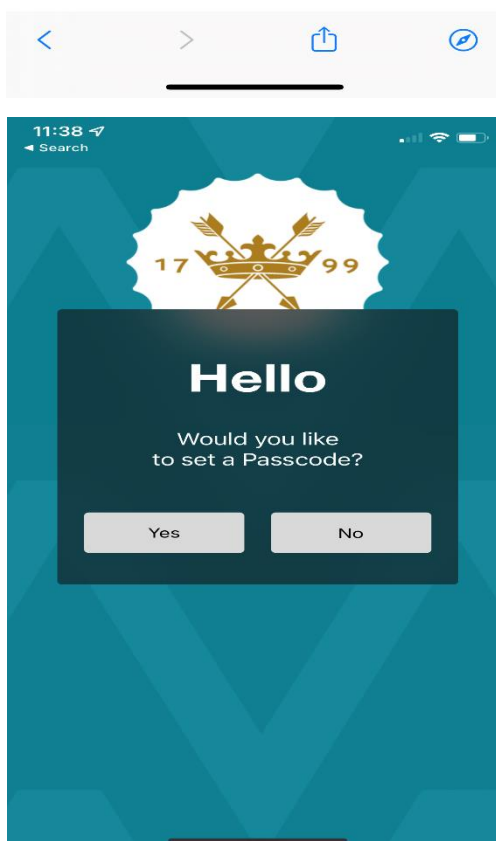 11:38
◄ Search
17 99
Hello
Would you like
to set a Passcode?
Yes No